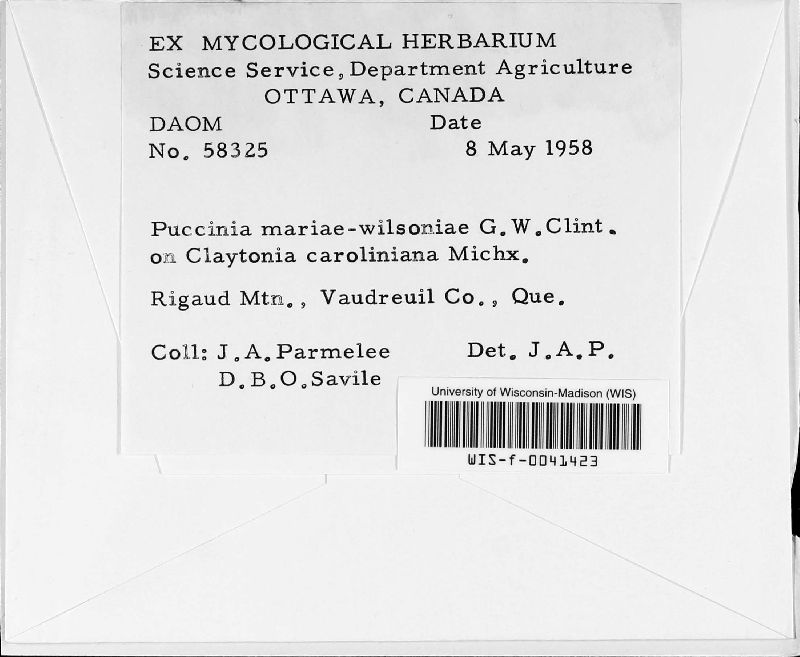 EX MYCOLOGICAL HERBARIUM
Science Service, Department Agriculture
OTTAWA, CANADA
DAOM Date
No. 58325 8 May 1958
Puccinia mariae-wilsoniae G.W.Clint.
on Claytonia caroliniana Michx.
Rigaud Mtn., Vaudreuil Co., Que.
Coll: J.A.Parmelee Det. J.A.P.
D.B.O.Savile
University of Wisconsin-Madison (WIS)
WIS-f-0041423